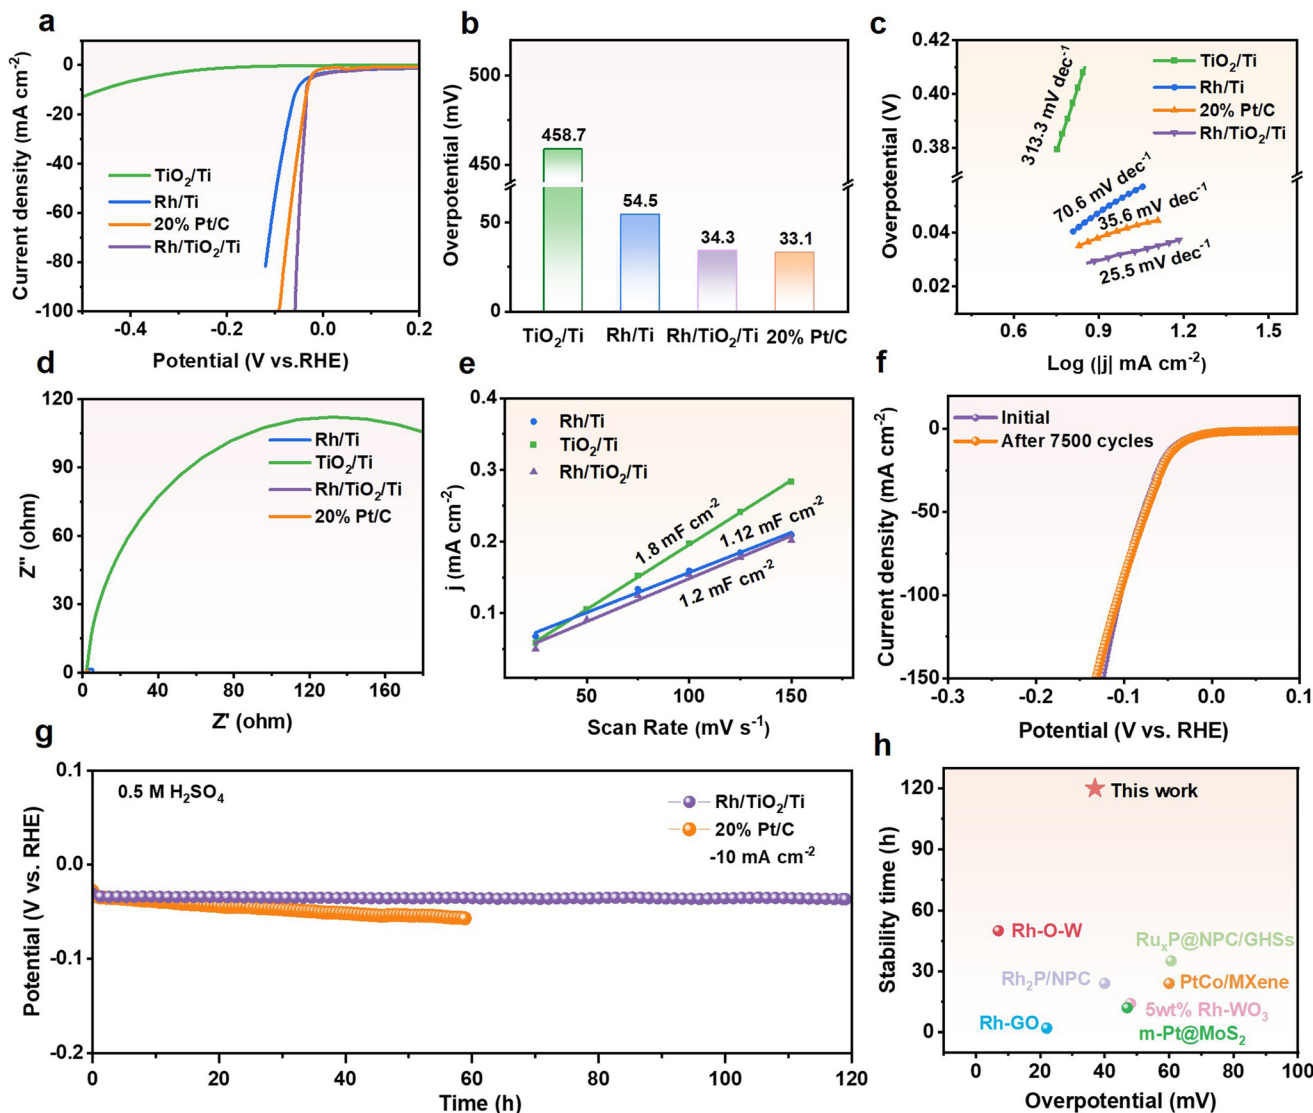 a
Current density (mA cm⁻²)
0
-20
-40
-60
-80
-100
TiO₂/Ti
Rh/Ti
20% Pt/C
Rh/TiO₂/Ti
-0.4
-0.2
0.0
0.2
Potential (V vs.RHE)
b
Overpotential (mV)
500
450
50
0
458.7
54.5
34.3
33.1
TiO₂/Ti
Rh/Ti
Rh/TiO₂/Ti
20% Pt/C
c
Overpotential (V)
0.42
0.40
0.38
0.04
0.02
313.3 mV dec⁻¹
TiO₂/Ti
Rh/Ti
20% Pt/C
Rh/TiO₂/Ti
70.6 mV dec⁻¹
35.6 mV dec⁻¹
25.5 mV dec⁻¹
0.6
0.9
1.2
1.5
Log (|j| mA cm⁻²)
d
Z'' (ohm)
120
90
60
30
0
Rh/Ti
TiO₂/Ti
Rh/TiO₂/Ti
20% Pt/C
0
40
80
120
160
Z' (ohm)
e
j (mA cm⁻²)
0.4
0.3
0.2
0.1
Rh/Ti
TiO₂/Ti
Rh/TiO₂/Ti
1.8 mF cm⁻²
1.12 mF cm⁻²
1.2 mF cm⁻²
50
100
150
Scan Rate (mV s⁻¹)
f
Current density (mA cm⁻²)
0
-50
-100
-150
Initial
After 7500 cycles
-0.3
-0.2
-0.1
0.0
0.1
Potential (V vs. RHE)
g
Potential (V vs. RHE)
0.1
0.0
-0.1
-0.2
0.5 M H₂SO₄
Rh/TiO₂/Ti
20% Pt/C
-10 mA cm⁻²
0
20
40
60
80
100
120
Time (h)
h
Stability time (h)
120
90
60
30
0
This work
Rh-O-W
RuₓP@NPC/GHSs
Rh₂P/NPC
PtCo/MXene
5wt% Rh-WO₃
Rh-GO
m-Pt@MoS₂
0
20
40
60
80
100
Overpotential (mV)